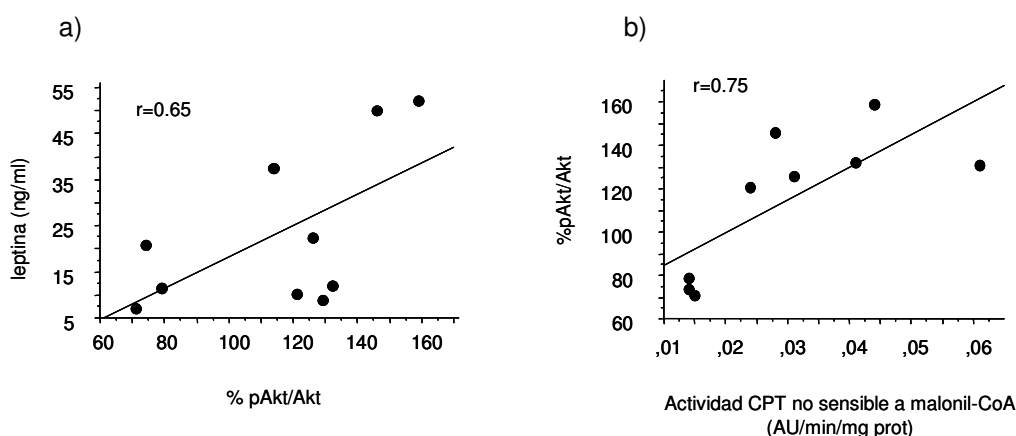 a)
r=0.65
leptina (ng/ml)
55
45
35
25
15
5
60
80
100
120
140
160
% pAkt/Akt
b)
r=0.75
%pAkt/Akt
160
140
120
100
80
60
,01
,02
,03
,04
,05
,06
Actividad CPT no sensible a malonil-CoA
(AU/min/mg prot)